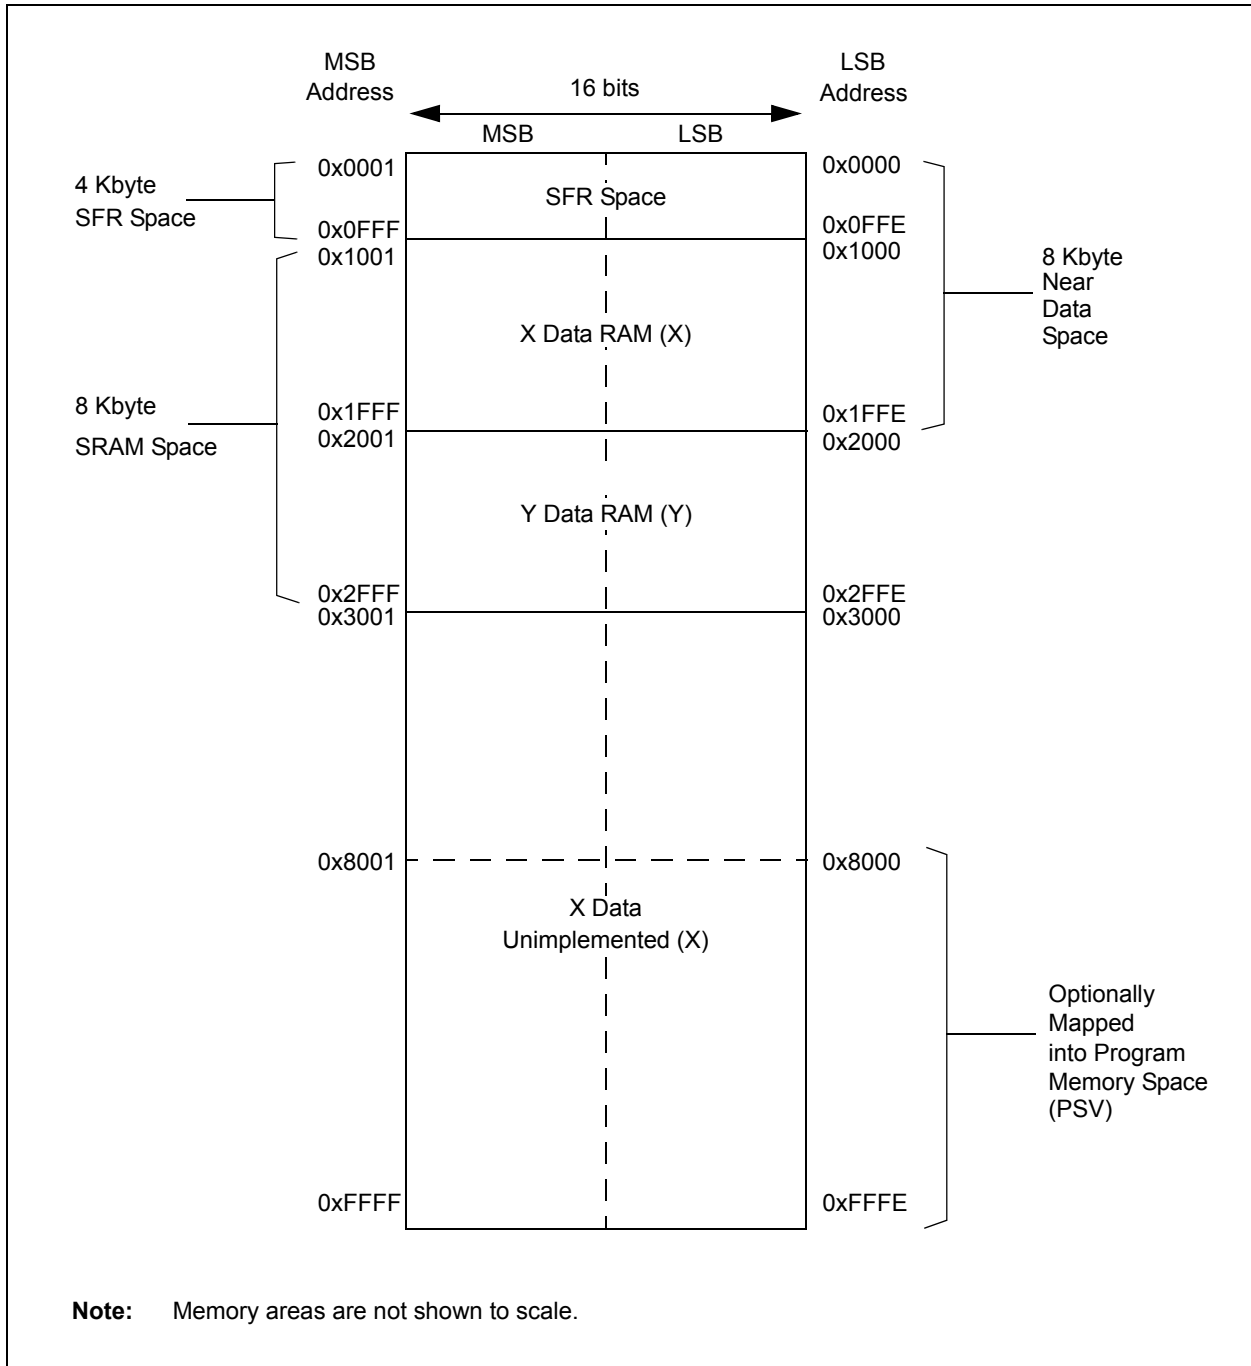 MSB
Address
LSB
Address
16 bits
MSB
LSB
0x0001
0x0000
4 Kbyte
SFR Space
SFR Space
0x0FFF
0x0FFE
0x1001
0x1000
8 Kbyte
Near
Data
Space
X Data RAM (X)
8 Kbyte
SRAM Space
0x1FFF
0x1FFE
0x2001
0x2000
Y Data RAM (Y)
0x2FFF
0x2FFE
0x3001
0x3000
0x8001
0x8000
X Data
Unimplemented (X)
Optionally
Mapped
into Program
Memory Space
(PSV)
0xFFFF
0xFFFE
Note: Memory areas are not shown to scale.